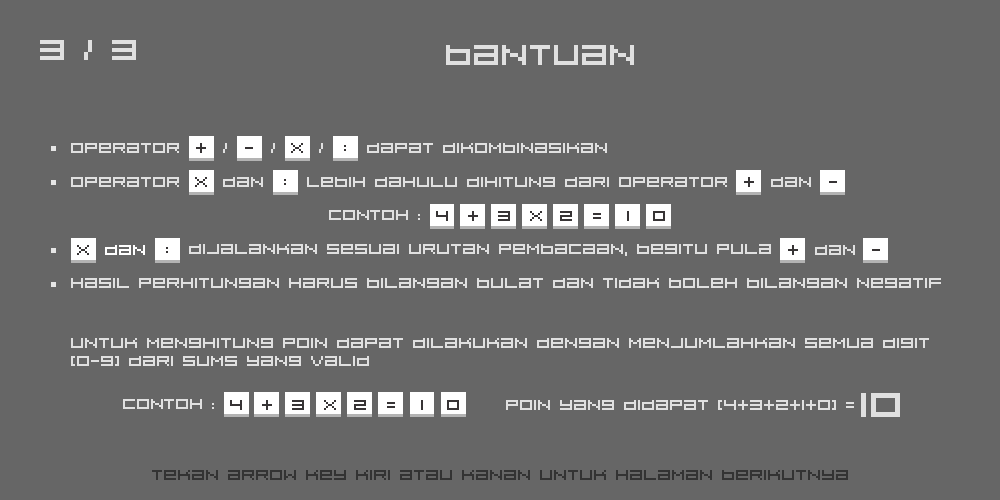 3 / 3
BANTUAN
OPERATOR + / - / X / : DAPAT DIKOMBINASIKAN
OPERATOR X DAN : LEBIH DAHULU DIHITUNG DARI OPERATOR + DAN -
CONTOH : 4 + 3 X 2 = 1 0
X DAN : DIJALANKAN SESUAI URUTAN PEMBACAAN, BEGITU PULA + DAN -
HASIL PERHITUNGAN HARUS BILANGAN BULAT DAN TIDAK BOLEH BILANGAN NEGATIF
UNTUK MENGHITUNG POIN DAPAT DILAKUKAN DENGAN MENJUMLAHKAN SEMUA DIGIT
[0-9] DARI SUMS YANG VALID
CONTOH : 4 + 3 X 2 = 1 0 POIN YANG DIDAPAT [4+3+2+1+0] = 10
TEKAN ARROW KEY KIRI ATAU KANAN UNTUK HALAMAN BERIKUTNYA